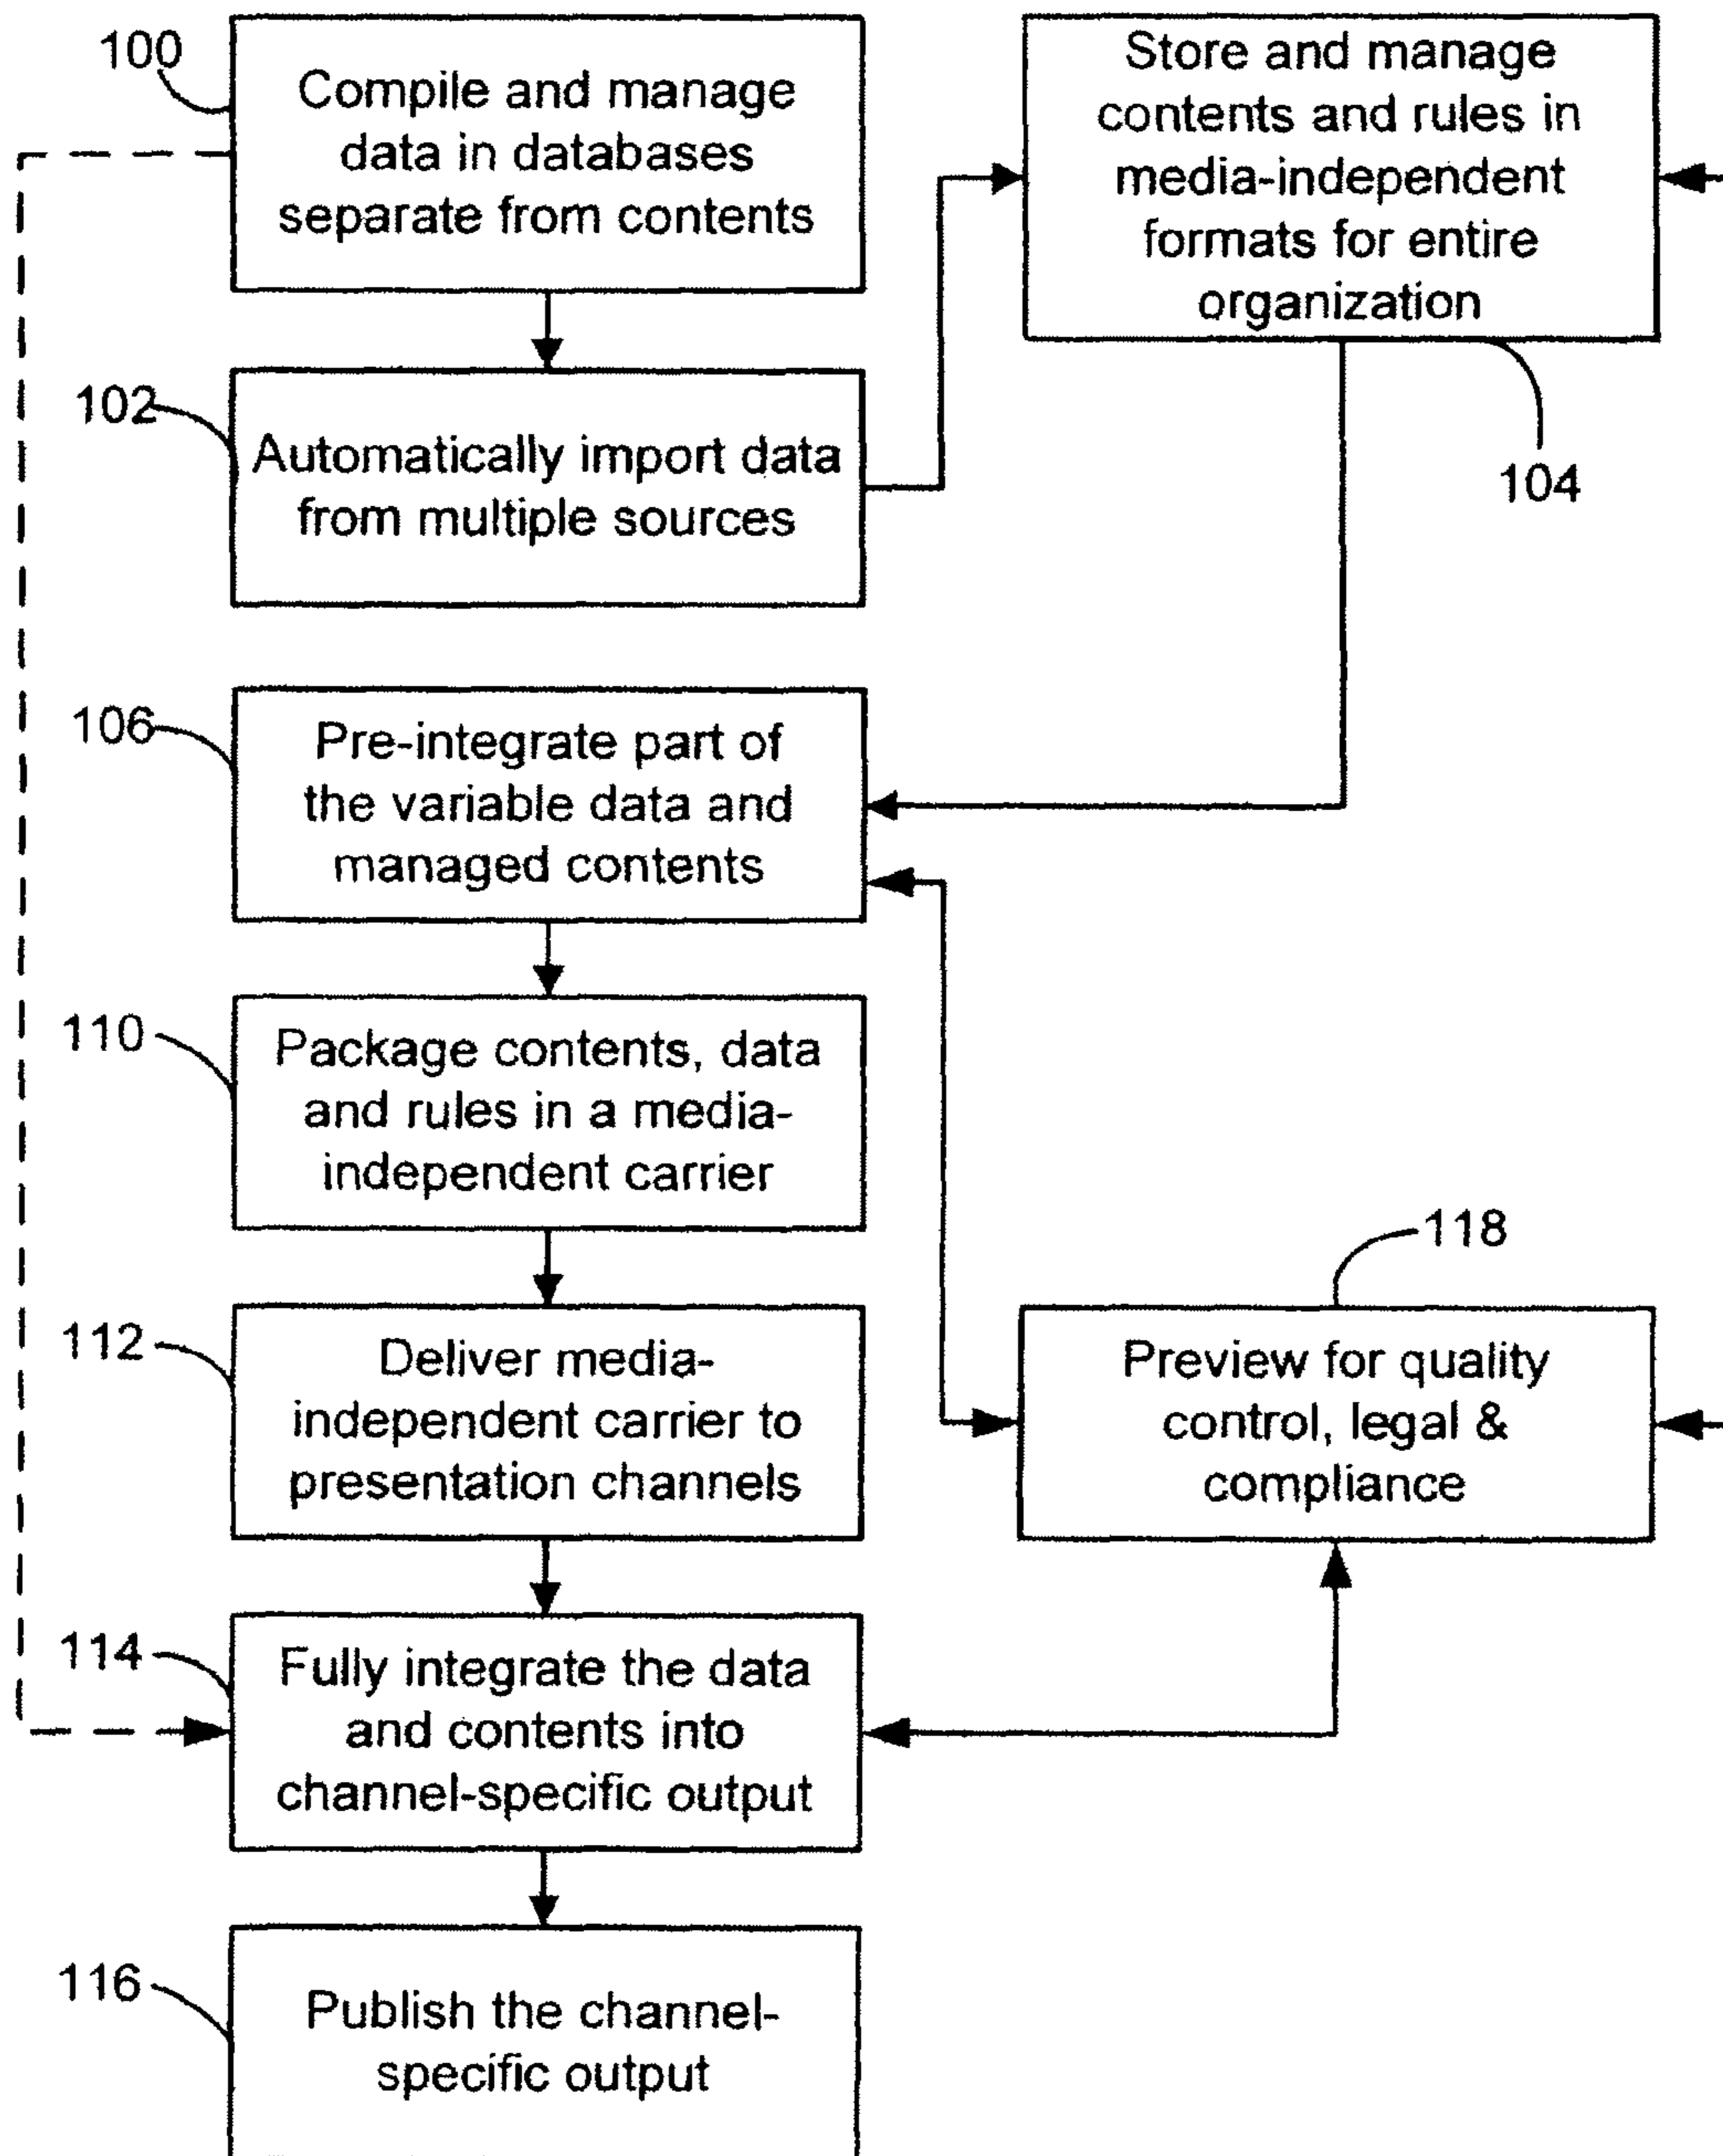 100
Compile and manage
data in databases
separate from contents
Store and manage
contents and rules in
media-independent
formats for entire
organization
104
102
Automatically import data
from multiple sources
106
Pre-integrate part of
the variable data and
managed contents
110
Package contents, data
and rules in a media-
independent carrier
112
Deliver media-
independent carrier to
presentation channels
118
Preview for quality
control, legal &
compliance
114
Fully integrate the data
and contents into
channel-specific output
116
Publish the channel-
specific output